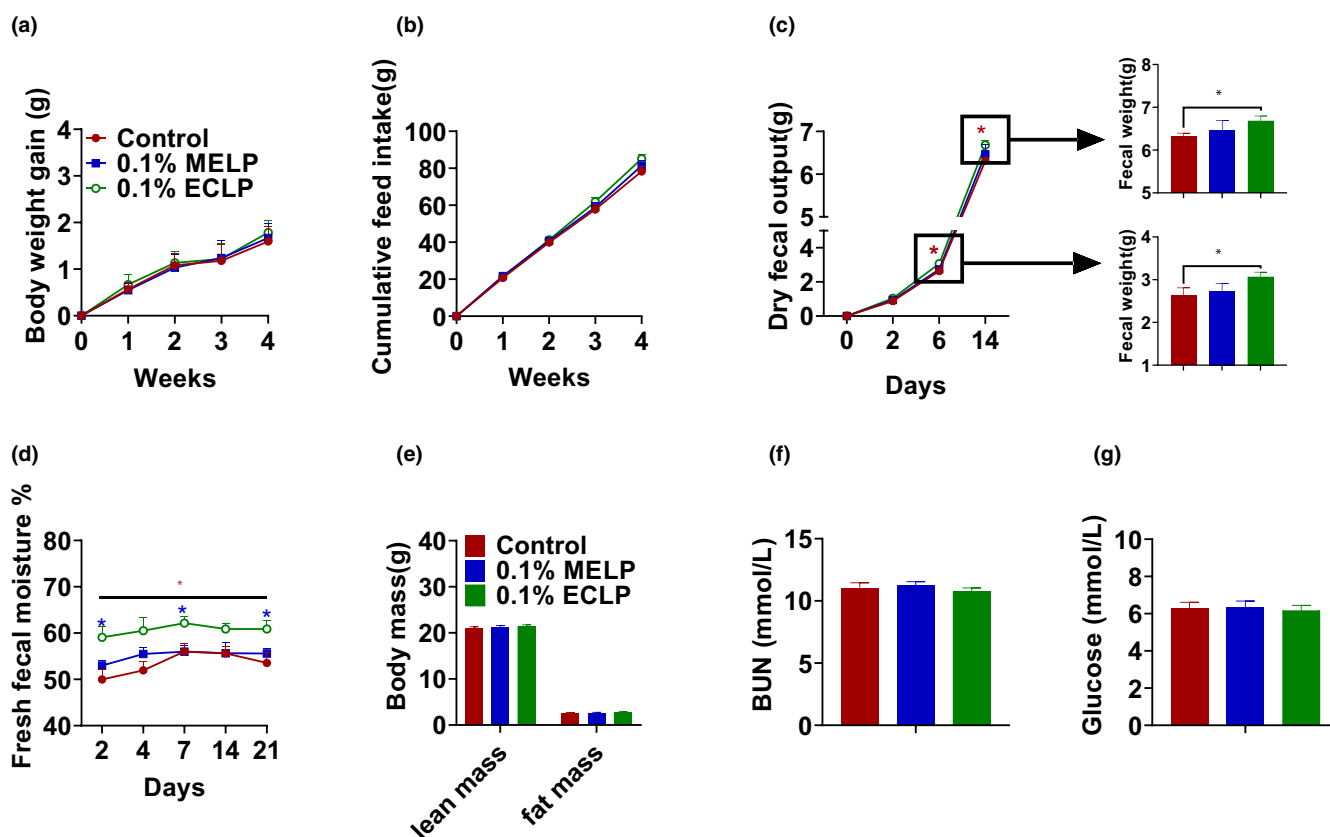 (a)
Body weight gain (g)
4
3
2
1
0
0 1 2 3 4
Weeks
Control
0.1% MELP
0.1% ECLP
(b)
Cumulative feed intake(g)
100
80
60
40
20
0
0 1 2 3 4
Weeks
(c)
Dry fecal output(g)
7
6
5
4
2
0
0 2 6 14
Days
*
*
Fecal weight(g)
8
7
6
5
*
Fecal weight(g)
4
3
2
1
*
(d)
Fresh fecal moisture %
80
70
60
50
40
2 4 7 14 21
Days
*
* * *
(e)
Body mass(g)
40
30
20
10
0
lean mass
fat mass
Control
0.1% MELP
0.1% ECLP
(f)
BUN (mmol/L)
15
10
5
0
(g)
Glucose (mmol/L)
10
8
6
4
2
0